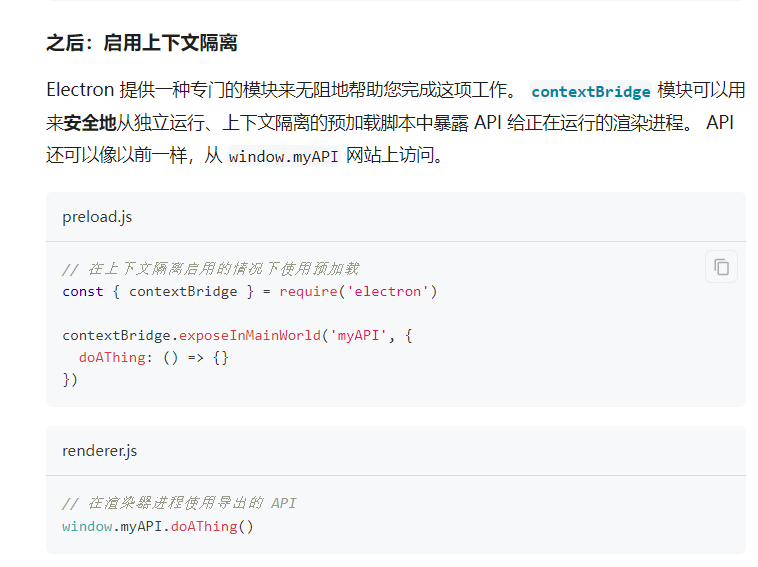 之后：启用上下文隔离
Electron 提供一种专门的模块来无阻地帮助您完成这项工作。 contextBridge 模块可以用
来安全地从独立运行、上下文隔离的预加载脚本中暴露 API 给正在运行的渲染进程。 API
还可以像以前一样，从 window.myAPI 网站上访问。
preload.js
// 在上下文隔离启用的情况下使用预加载
const { contextBridge } = require('electron')
contextBridge.exposeInMainWorld('myAPI', {
  doAThing: () => {}
})
renderer.js
// 在渲染器进程使用导出的 API
window.myAPI.doAThing()